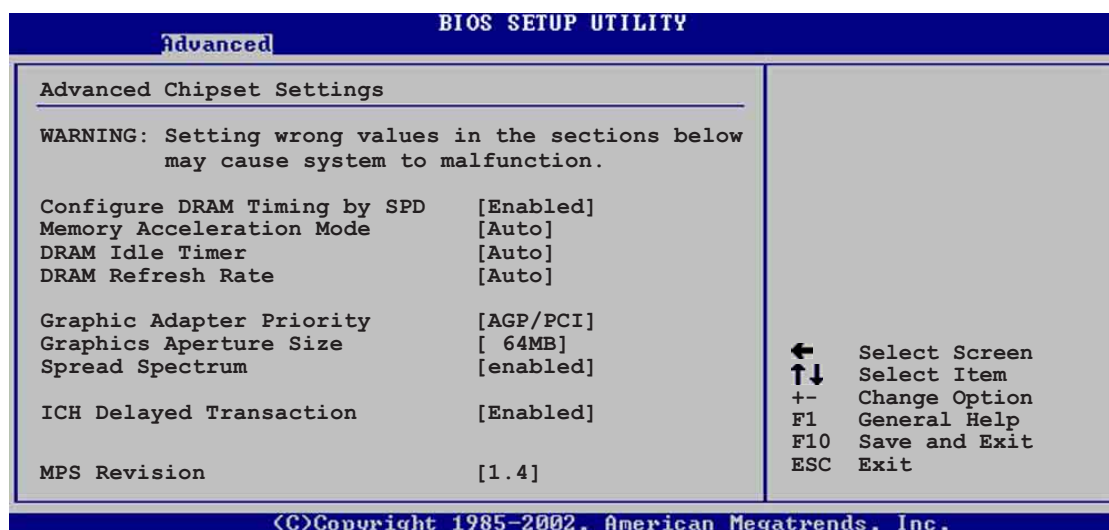 BIOS SETUP UTILITY
Advanced
Advanced Chipset Settings
WARNING: Setting wrong values in the sections below
may cause system to malfunction.
Configure DRAM Timing by SPD [Enabled]
Memory Acceleration Mode [Auto]
DRAM Idle Timer [Auto]
DRAM Refresh Rate [Auto]
Graphic Adapter Priority [AGP/PCI]
Graphics Aperture Size [ 64MB]
Spread Spectrum [enabled]
ICH Delayed Transaction [Enabled]
MPS Revision [1.4]
← Select Screen
↑↓ Select Item
+- Change Option
F1 General Help
F10 Save and Exit
ESC Exit
(C)Copyright 1985-2002, American Megatrends, Inc.